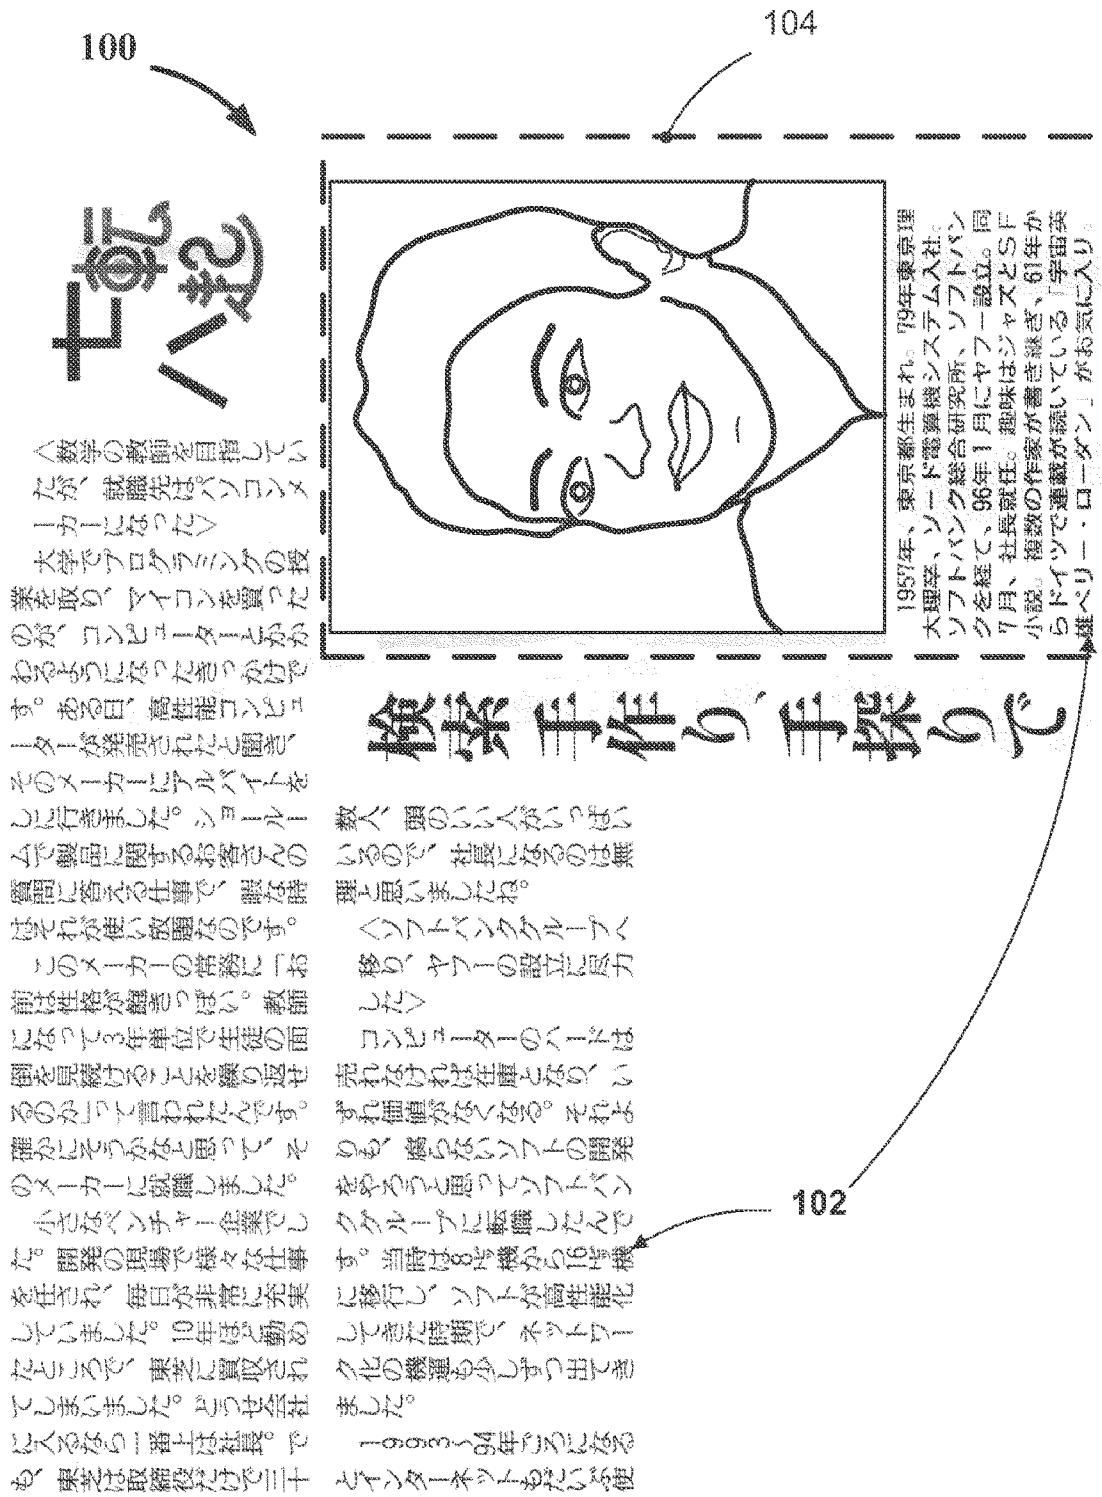 100
104
七転
八起
＜数学の教師を目指してい
たが、就職先はパソコンメ
ーカーになった＞
大学でプログラミングの授
業を取り、マイコンを買った
のが、コンピューターとかか
わるようになったきっかけで
す。ある日、高性能コンピュ
ーターが発売されたと聞き、
そのメーカーにアルバイトを
しに行きました。ショールー
ムで製品に関するお客さんの
質問に答える仕事で、暇な時
はそれが使い放題なのです。
このメーカーの常務に「お
前は性格が飽きっぽい。教師
になって3年単位で生徒の面
倒を見続けることを繰り返せ
るのか」って言われたんです。
確かにそうかなと思って、そ
のメーカーに就職しました。
小さなベンチャー企業でし
た。開発の現場で様々な仕事
を任され、毎日が非常に充実
していました。10年ほど勤め
たところで、東芝に買収され
てしまいました。どうせ会社
に入るなら一番上は社長。で
も、東芝は取締役だけで三十
検索 手作り、手探りで
1957年、東京都生まれ。79年東京理
大理卒、ソード電算機システム入社。
ソフトバンク総合研究所、ソフトバン
クを経て、96年1月にヤフー設立。同
7月、社長就任。趣味はジャズとSF
小説。複数の作家が書き継ぎ、61年か
らドイツで連載が続いている「宇宙英
雄ペリー・ローダン」がお気に入り。
数人、頭のいい人がいっぱい
いるので、社長になるのは無
理と思いましたね。
＜ソフトバンクグループへ
移り、ヤフーの設立に尽力
した＞
コンピューターのハードは
売れなければ在庫となり、い
ずれ価値がなくなる。それよ
りも、腐らないソフトの開発
をやろうと思ってソフトバン
クグループに転職したんで
す。当時は8㌱機から16㌱機
に移行し、ソフトが高性能化
してきた時期で、ネットワー
ク化の機運も少しずつ出てき
ました。
1993～94年ごろになる
とインターネットもだいぶ使
102